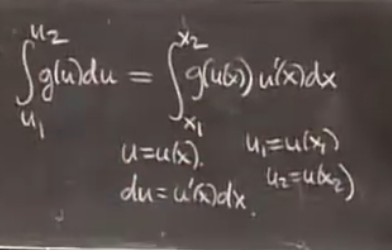 ∫_{u₁}^{u₂} g(u)du = ∫_{x₁}^{x₂} g(u(x)) u'(x)dx
u = u(x). u₁=u(x₁)
du = u'(x)dx. u₂=u(x₂)